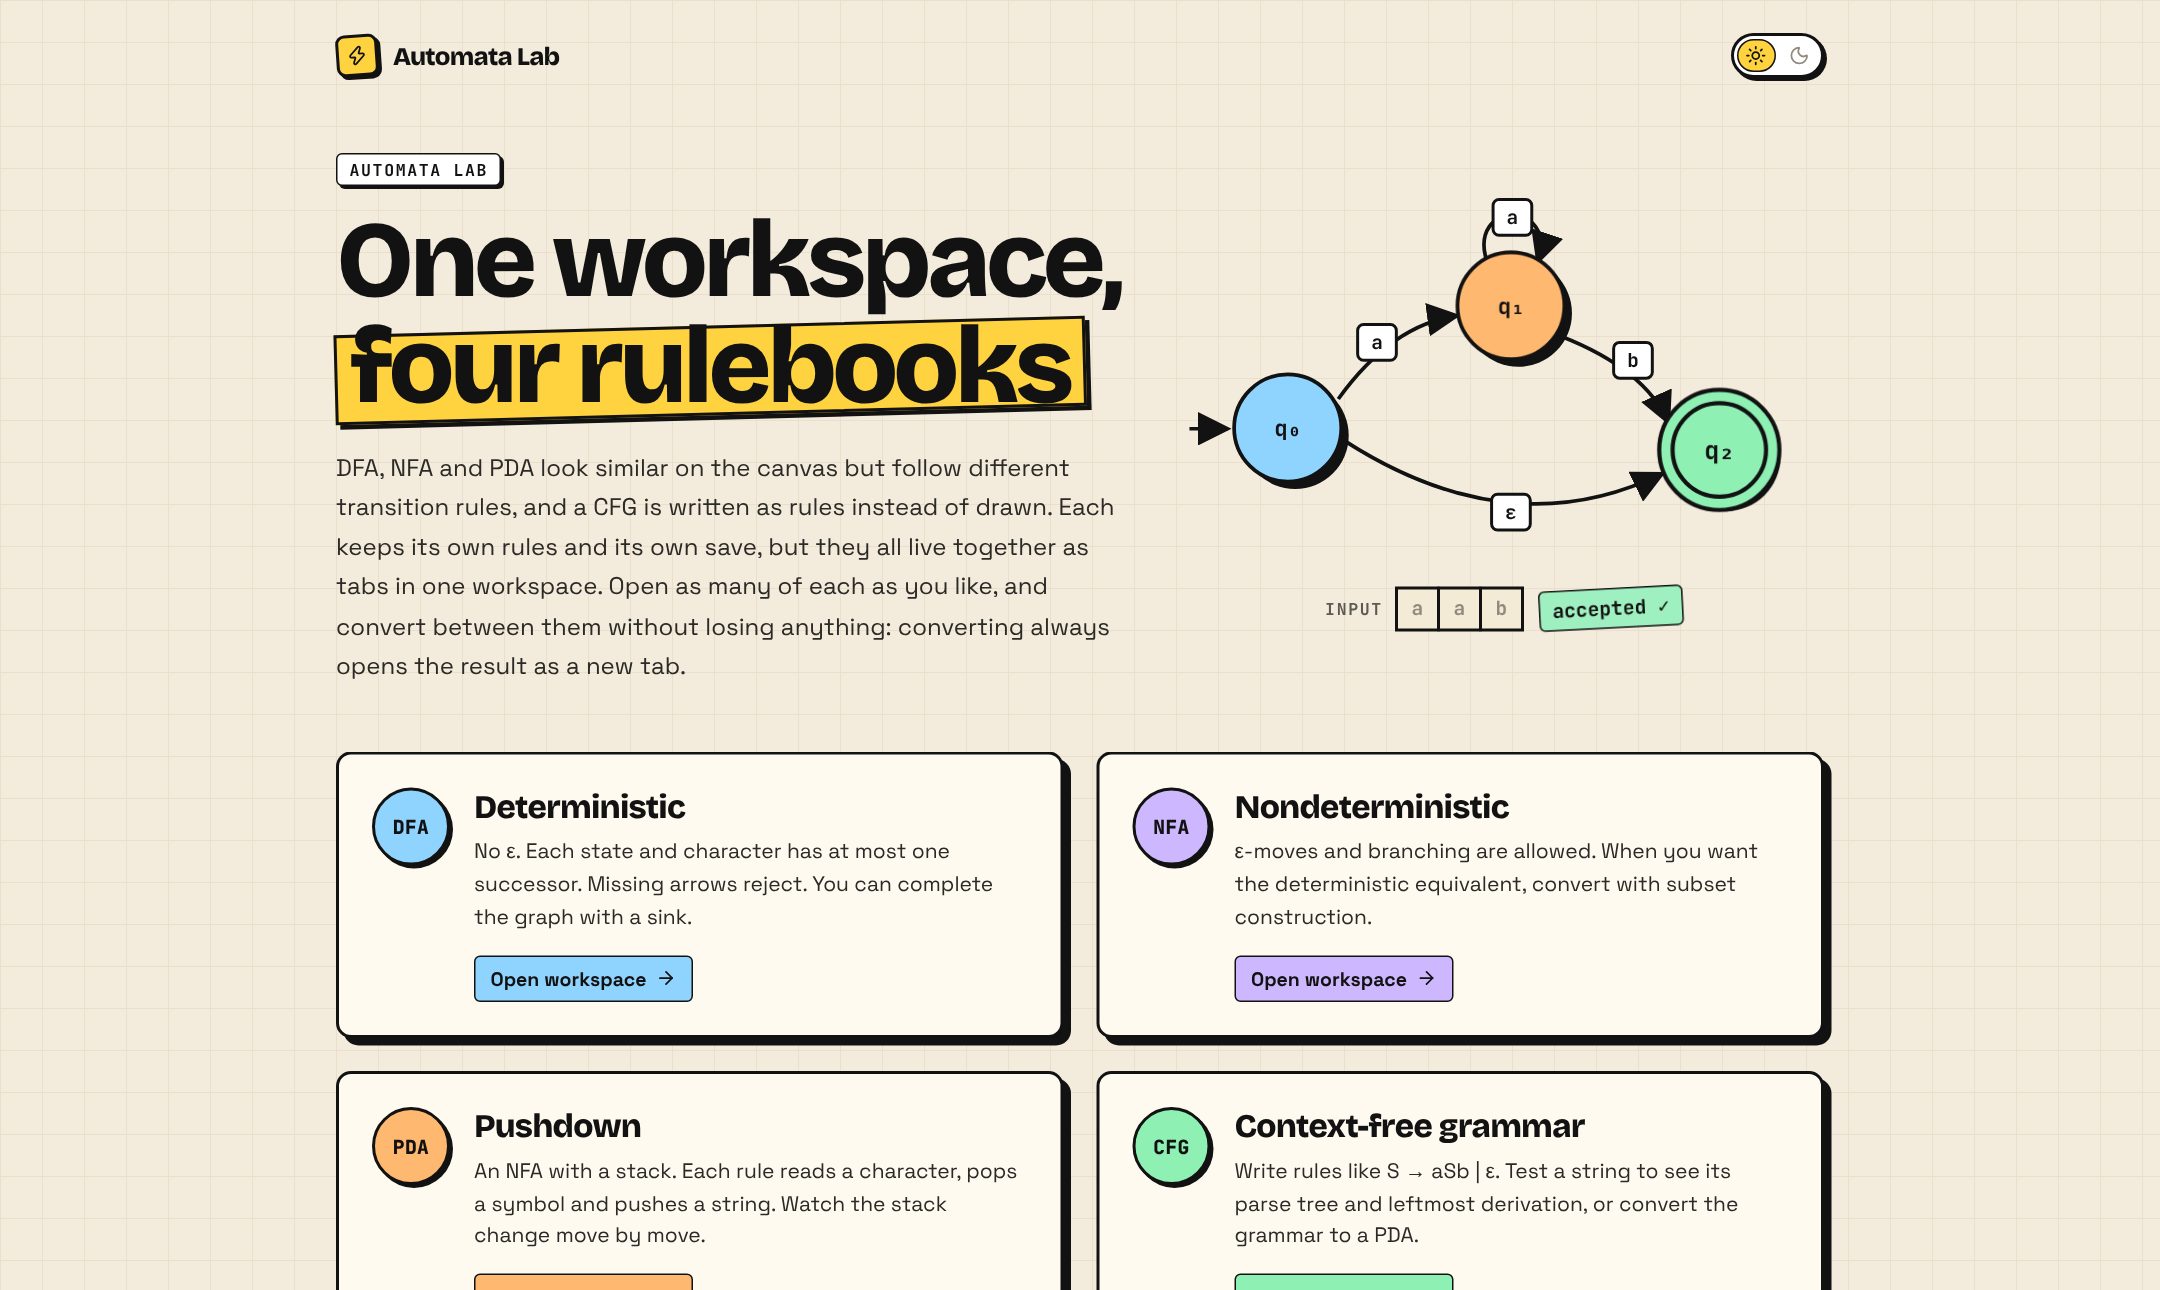 Automata Lab
AUTOMATA LAB
One workspace,
four rulebooks
DFA, NFA and PDA look similar on the canvas but follow different
transition rules, and a CFG is written as rules instead of drawn. Each
keeps its own rules and its own save, but they all live together as
tabs in one workspace. Open as many of each as you like, and
convert between them without losing anything: converting always
opens the result as a new tab.
a
q₁
a
b
q₀
q₂
ε
INPUT a a b accepted ✓
DFA
Deterministic
No ε. Each state and character has at most one
successor. Missing arrows reject. You can complete
the graph with a sink.
Open workspace →
NFA
Nondeterministic
ε-moves and branching are allowed. When you want
the deterministic equivalent, convert with subset
construction.
Open workspace →
PDA
Pushdown
An NFA with a stack. Each rule reads a character, pops
a symbol and pushes a string. Watch the stack
change move by move.
CFG
Context-free grammar
Write rules like S → aSb | ε. Test a string to see its
parse tree and leftmost derivation, or convert the
grammar to a PDA.